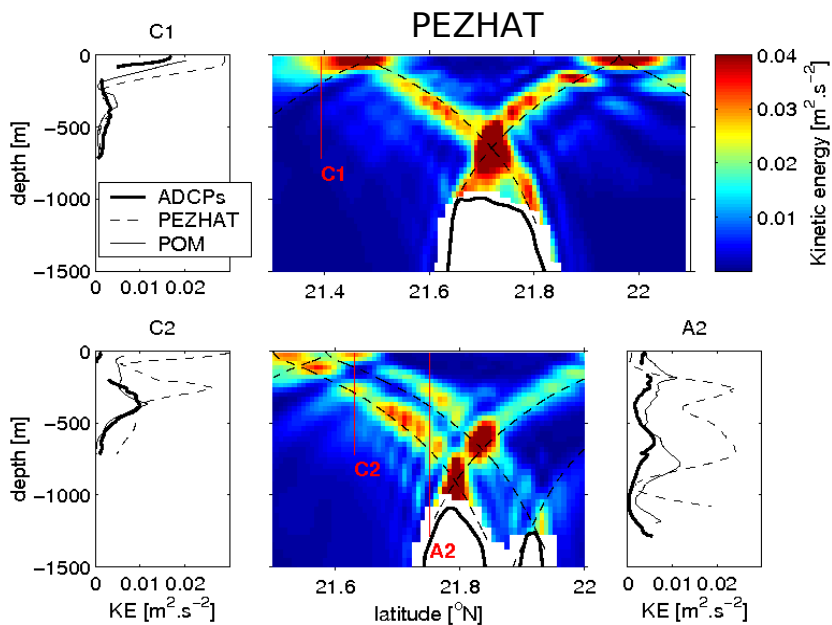 PEZHAT
C1
0
−500
−1000
−1500
depth [m]
ADCPs
PEZHAT
POM
0
0.01
0.02
C1
21.4
21.6
21.8
22
0.04
0.03
0.02
0.01
Kinetic energy [m².s⁻²]
C2
0
−500
−1000
−1500
depth [m]
0
0.01
0.02
KE [m².s⁻²]
C2
A2
21.6
21.8
22
latitude [°N]
A2
0
0.01
0.02
KE [m².s⁻²]